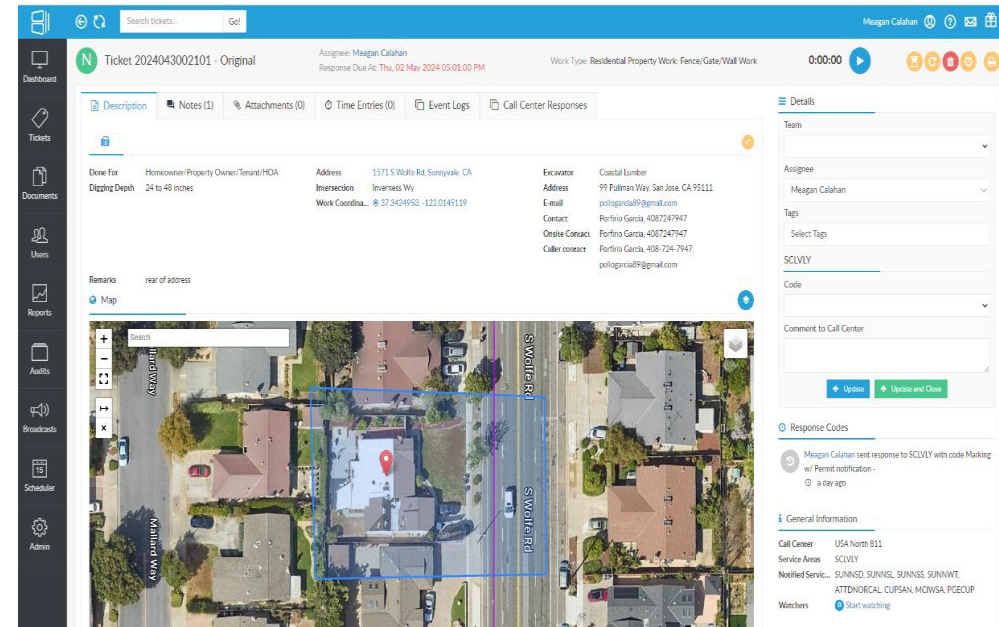 Search tickets...
Go!
Meagan Calahan
Dashboard
Tickets
Documents
Users
Reports
Audits
Broadcasts
15
Scheduler
Admin
N
Ticket 2024043002101 - Original
Assignee: Meagan Calahan
Response Due At: Thu, 02 May 2024 05:01:00 PM
Work Type: Residential Property Work: Fence/Gate/Wall Work
0:00:00
Description
Notes (1)
Attachments (0)
Time Entries (0)
Event Logs
Call Center Responses
Done For Homeowner/Property Owner/Tenant/HOA
Digging Depth 24 to 48 inches
Address 1571 S Wolfe Rd, Sunnyvale, CA
Intersection Inverness Wy
Work Coordina... 37.3424953, -122.0145119
Excavator Coastal Lumber
Address 99 Pullman Way, San Jose, CA 95111
E-mail pollogarcia89@gmail.com
Contact Porfirio Garcia, 4087247947
Onsite Contact Porfirio Garcia, 4087247947
Caller contact Porfirio Garcia, 408-724-7947,
pollogarcia89@gmail.com
Remarks rear of address
Map
+
Search
−
x
Mallard Way
S Wolfe Rd
S Wolfe Rd
Mallard Way
Details
Team
Assignee
Meagan Calahan
Tags
Select Tags
SCLVLY
Code
Comment to Call Center
Update
Update and Close
Response Codes
Meagan Calahan sent response to SCLVLY with code Marking
w/ Permit notification -
a day ago
General Information
Call Center USA North 811
Service Areas SCLVLY
Notified Servic... SUNNSD, SUNNSL, SUNNSS, SUNNWT,
ATTDNORCAL, CUPSAN, MCIWSA, PGECUP
Watchers 0 Start watching